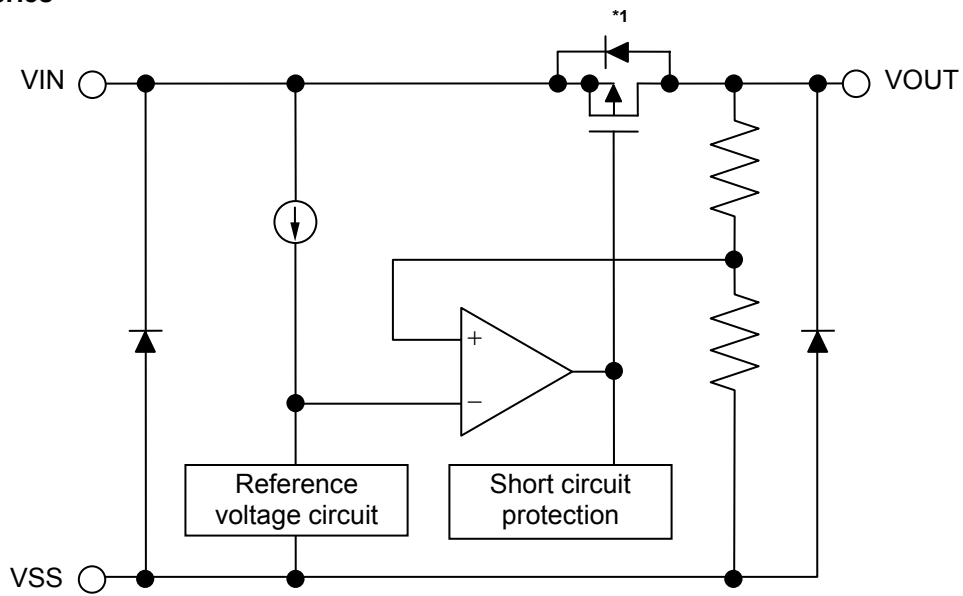 *1
VIN
VOUT
+
−
Reference
voltage circuit
Short circuit
protection
VSS